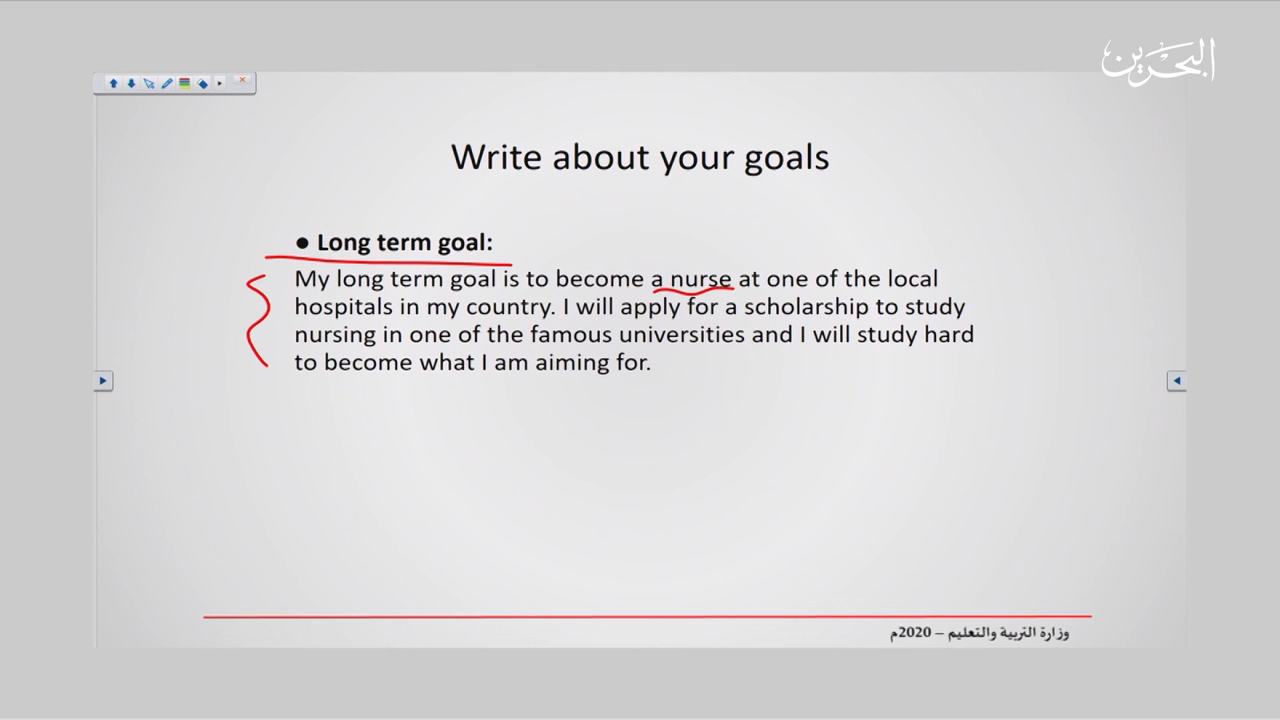 البحرين
Write about your goals
● Long term goal:
My long term goal is to become a nurse at one of the local
hospitals in my country. I will apply for a scholarship to study
nursing in one of the famous universities and I will study hard
to become what I am aiming for.
وزارة التربية والتعليم – 2020م